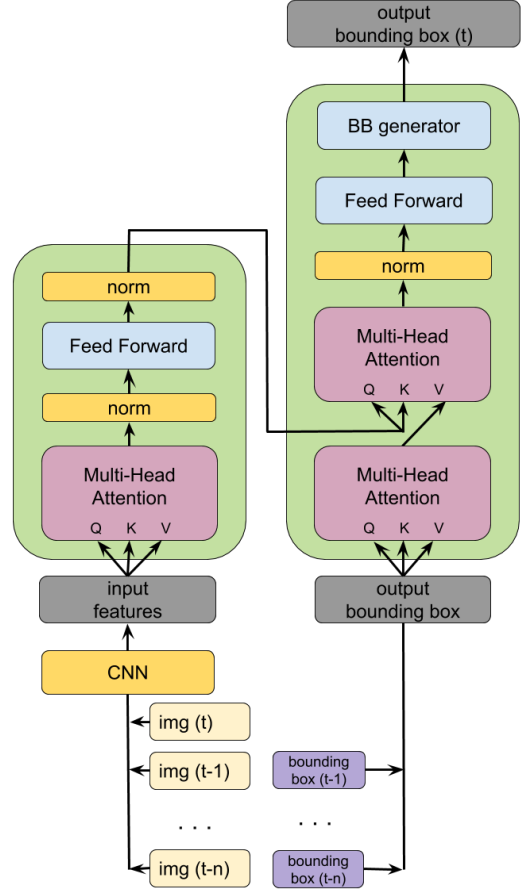 output
bounding box (t)
BB generator
Feed Forward
norm
Multi-Head
Attention
Q K V
Multi-Head
Attention
Q K V
output
bounding box
norm
Feed Forward
norm
Multi-Head
Attention
Q K V
input
features
CNN
img (t)
img (t-1)
. . .
img (t-n)
bounding
box (t-1)
. . .
bounding
box (t-n)